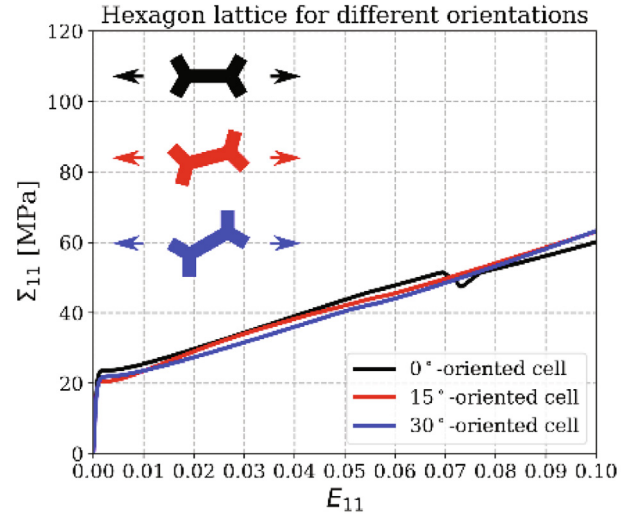 Hexagon lattice for different orientations
120
100
80
60
40
20
0
Σ₁₁ [MPa]
0°-oriented cell
15°-oriented cell
30°-oriented cell
0.00 0.01 0.02 0.03 0.04 0.05 0.06 0.07 0.08 0.09 0.10
E₁₁